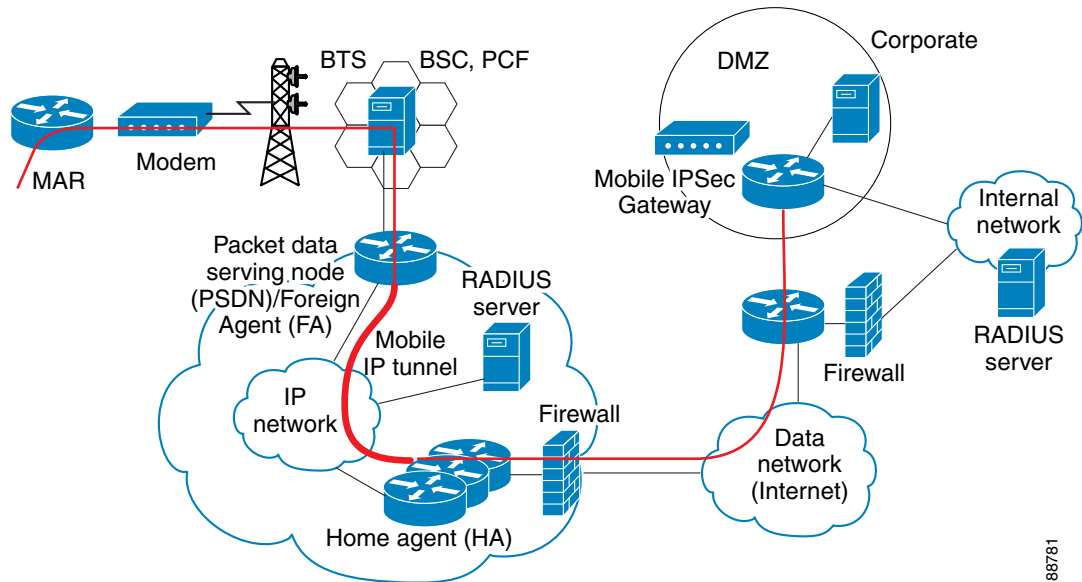 BTS
BSC, PCF
DMZ
Corporate
MAR
Modem
Mobile IPSec
Gateway
Internal
network
Packet data
serving node
(PSDN)/Foreign
Agent (FA)
RADIUS
server
RADIUS
server
Mobile
IP tunnel
Firewall
IP
network
Firewall
Data
network
(Internet)
Home agent (HA)
88781